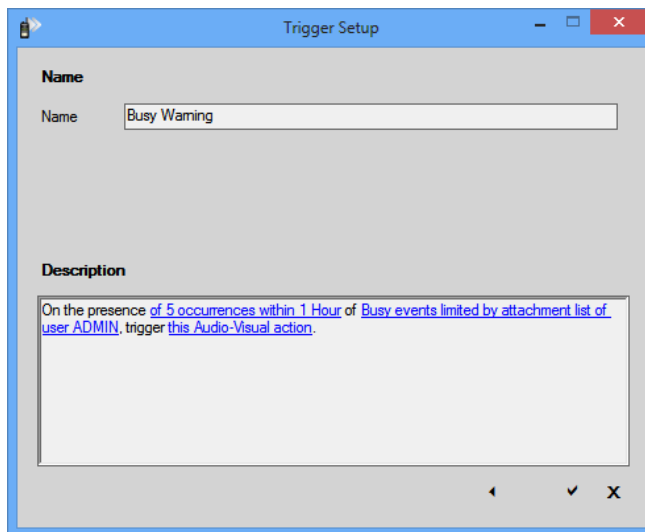 Trigger Setup
Name
Name Busy Warning
Description
On the presence of 5 occurrences within 1 Hour of Busy events limited by attachment list of
user ADMIN, trigger this Audio-Visual action.